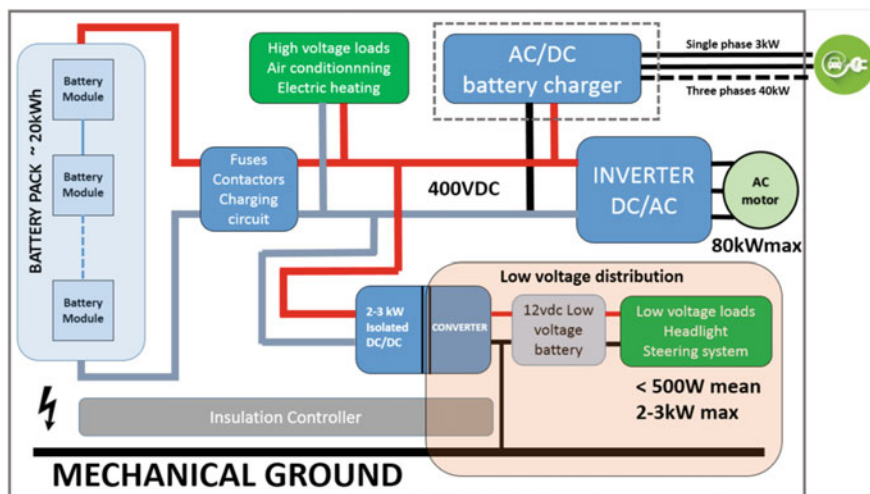 BATTERY PACK ~ 20kWh
Battery
Module
Battery
Module
Battery
Module
High voltage loads
Air conditionnning
Electric heating
AC/DC
battery charger
Single phase 3kW
Three phases 40kW
Fuses
Contactors
Charging
circuit
400VDC
INVERTER
DC/AC
AC
motor
80kWmax
Low voltage distribution
2-3 kW
Isolated
DC/DC
CONVERTER
12vdc Low
voltage
battery
Low voltage loads
Headlight
Steering system
< 500W mean
2-3kW max
Insulation Controller
MECHANICAL GROUND